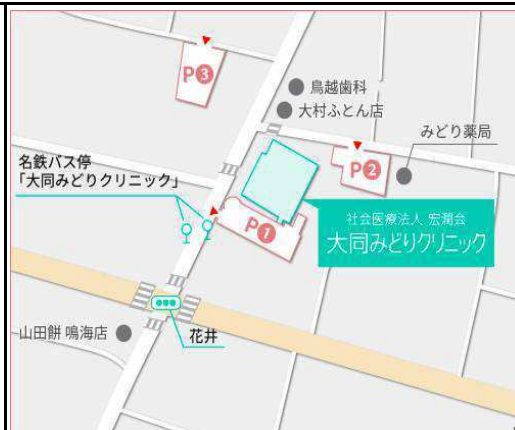 P3
鳥越歯科
大村ふとん店
みどり薬局
名鉄バス停
「大同みどりクリニック」
P2
P1
社会医療法人 宏潤会
大同みどりクリニック
山田餅 鳴海店
花井